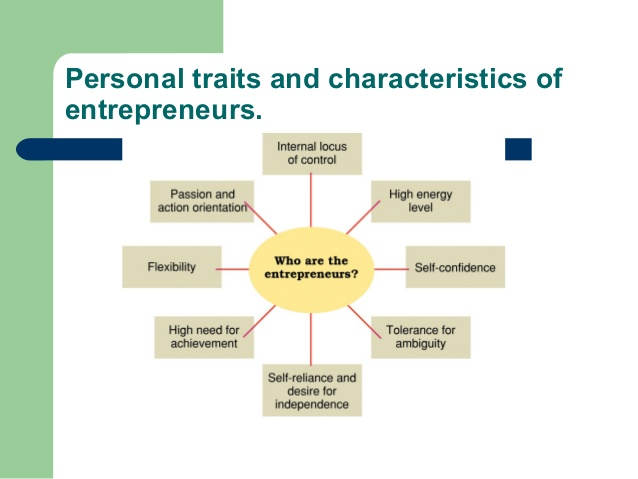 Personal traits and characteristics of
entrepreneurs.
Internal locus
of control
Passion and
action orientation
High energy
level
Flexibility
Who are the
entrepreneurs?
Self-confidence
High need for
achievement
Tolerance for
ambiguity
Self-reliance and
desire for
independence